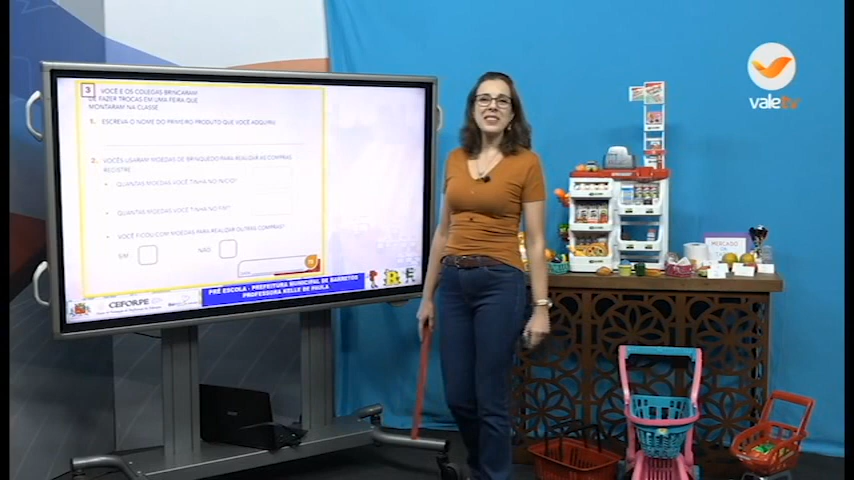 3 VOCÊ E OS COLEGAS BRINCARAM
DE FAZER TROCAS EM UMA FEIRA QUE
MONTARAM NA CLASSE
1. ESCREVA O NOME DO PRIMEIRO PRODUTO QUE VOCÊ ADQUIRIU
2. VOCÊS USARAM MOEDAS DE BRINQUEDO PARA REALIZAR AS COMPRAS
REGISTRE
• QUANTAS MOEDAS VOCÊ TINHA NO INÍCIO?
• QUANTAS MOEDAS VOCÊ TINHA NO FIM?
• VOCÊ FICOU COM MOEDAS PARA REALIZAR OUTRAS COMPRAS?
SIM NÃO
CEFORPE
PRÉ ESCOLA - PREFEITURA MUNICIPAL DE BARRETOS
PROFESSORA KELLE DE PAULA
valetv
MERCADO